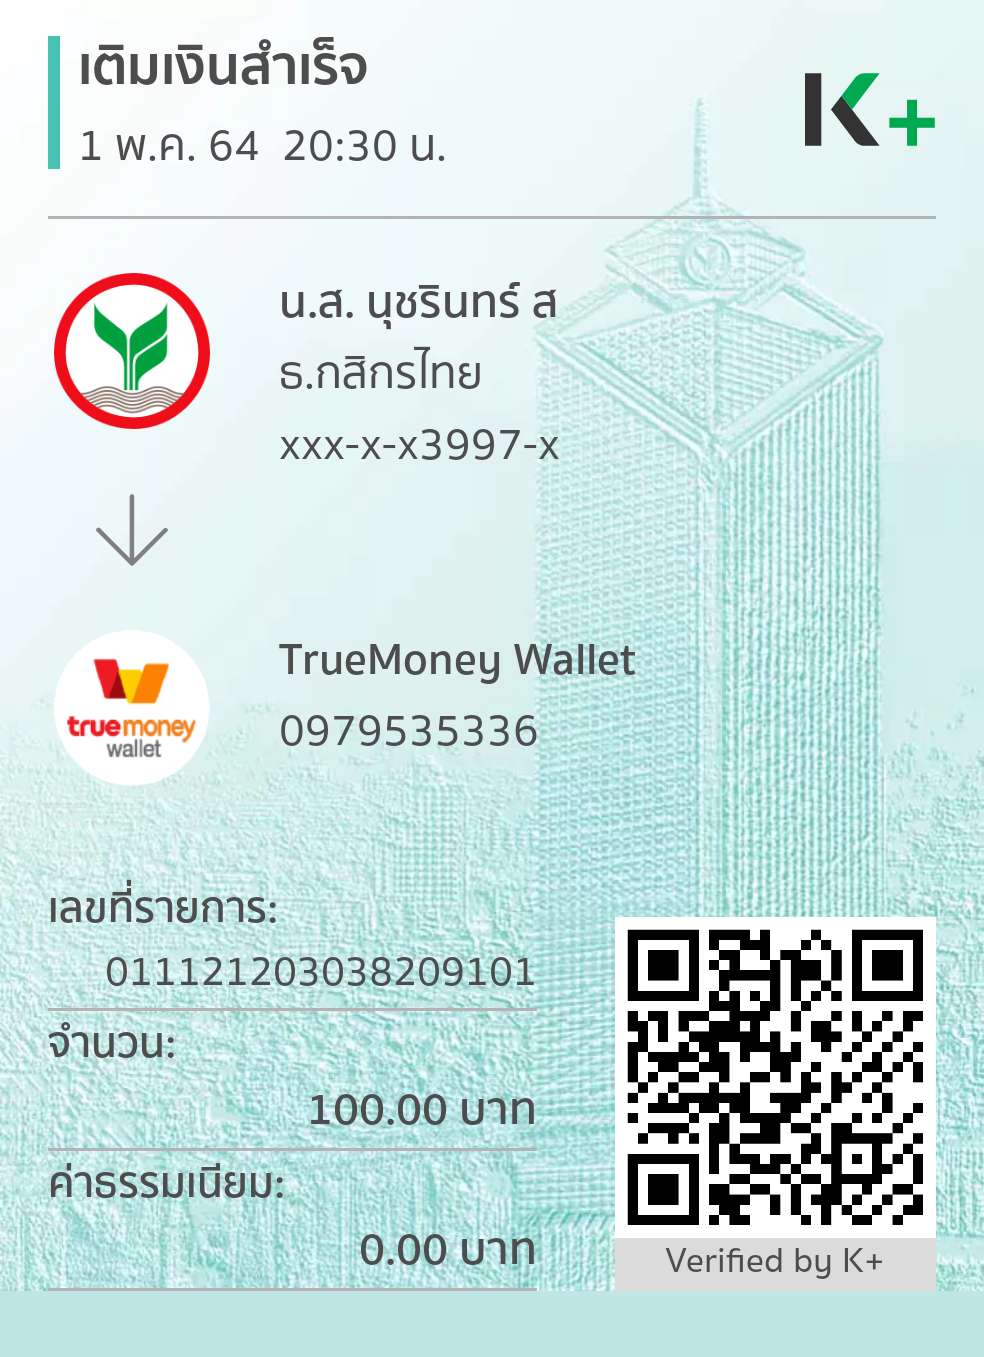 เติมเงินสำเร็จ
1 พ.ค. 64 20:30 น.
K+
น.ส. นุชรินทร์ ส
ธ.กสิกรไทย
xxx-x-x3997-x
truemoney
wallet
TrueMoney Wallet
0979535336
เลขที่รายการ:
011121203038209101
จำนวน:
100.00 บาท
ค่าธรรมเนียม:
0.00 บาท
Verified by K+